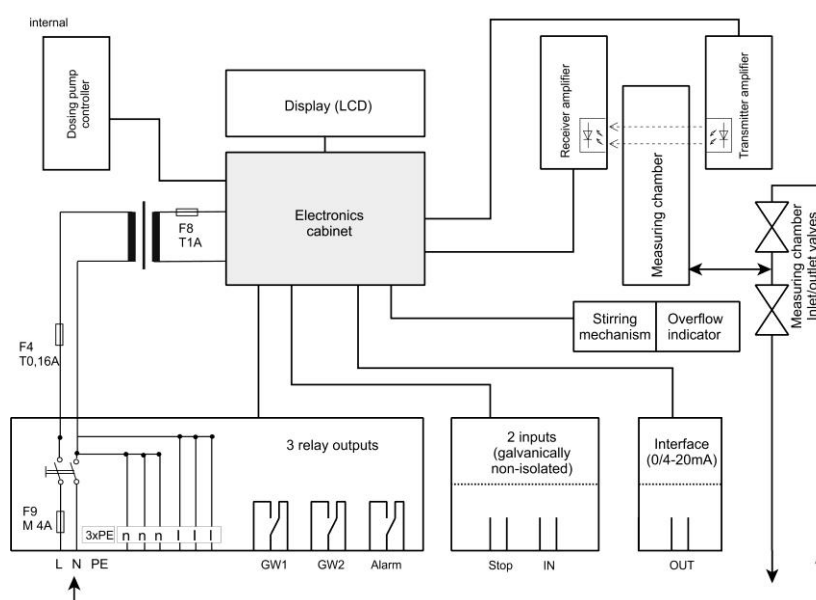 internal
Dosing pump
controller
Display (LCD)
Electronics
cabinet
Receiver amplifier
Measuring chamber
Transmitter amplifier
Measuring chamber
Inlet/outlet valves
F8
T1A
F4
T0,16A
Stirring
mechanism
Overflow
indicator
3 relay outputs
2 inputs
(galvanically
non-isolated)
Interface
(0/4-20mA)
F9
M 4A
3xPE n n n l l l
L N PE
GW1 GW2 Alarm
Stop IN
OUT